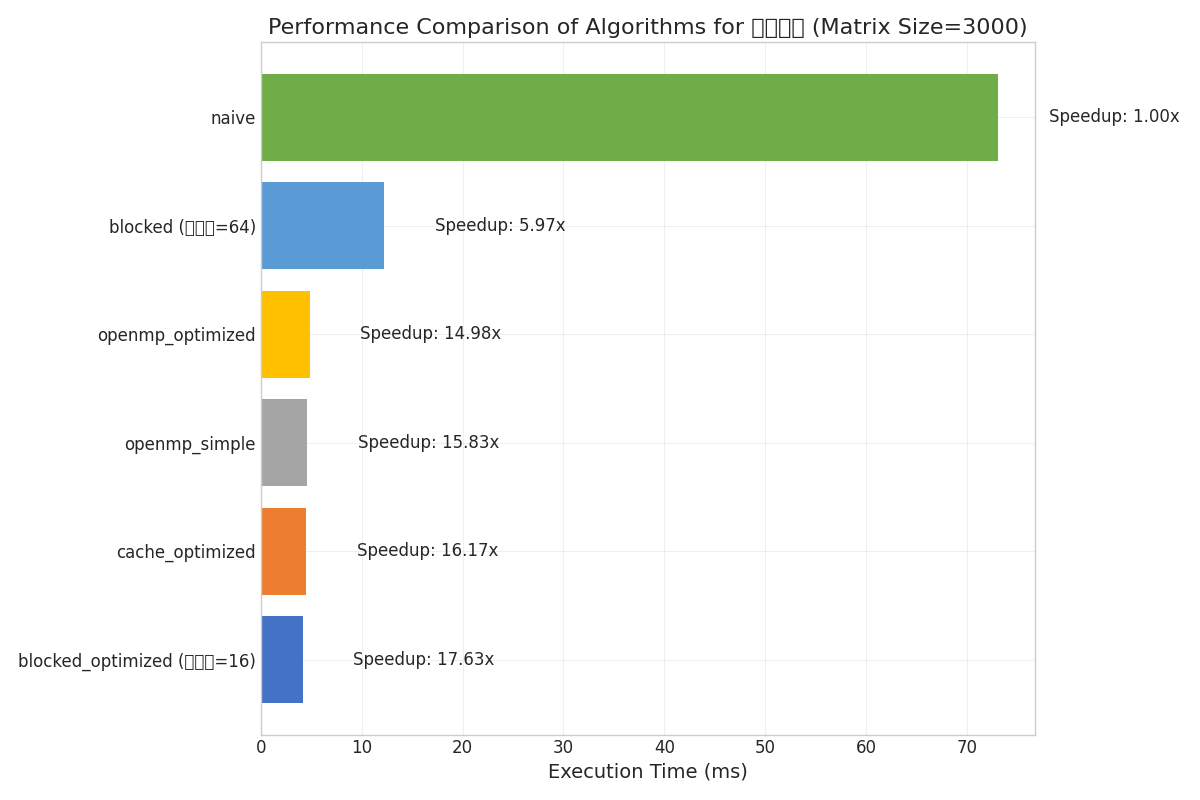 Performance Comparison of Algorithms for (Matrix Size=3000)
naive
Speedup: 1.00x
blocked (=64)
Speedup: 5.97x
openmp_optimized
Speedup: 14.98x
openmp_simple
Speedup: 15.83x
cache_optimized
Speedup: 16.17x
blocked_optimized (=16)
Speedup: 17.63x
0 10 20 30 40 50 60 70
Execution Time (ms)